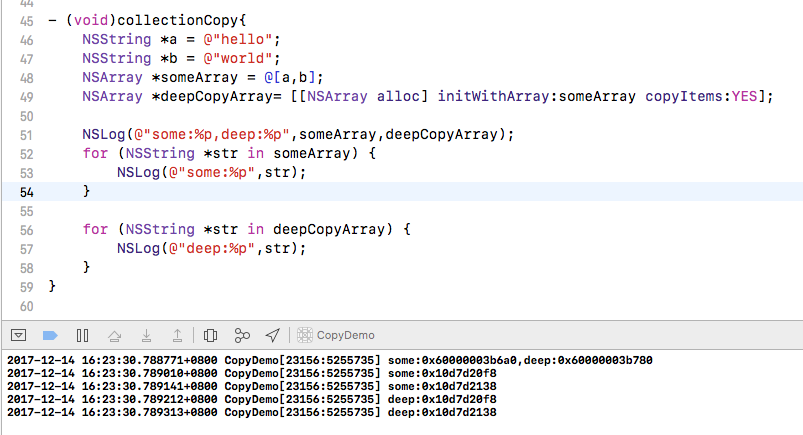 44
45 - (void)collectionCopy{
46 NSString *a = @"hello";
47 NSString *b = @"world";
48 NSArray *someArray = @[a,b];
49 NSArray *deepCopyArray= [[NSArray alloc] initWithArray:someArray copyItems:YES];
50
51 NSLog(@"some:%p,deep:%p",someArray,deepCopyArray);
52 for (NSString *str in someArray) {
53 NSLog(@"some:%p",str);
54 }
55
56 for (NSString *str in deepCopyArray) {
57 NSLog(@"deep:%p",str);
58 }
59 }
60
CopyDemo
2017-12-14 16:23:30.788771+0800 CopyDemo[23156:5255735] some:0x60000003b6a0,deep:0x60000003b780
2017-12-14 16:23:30.789010+0800 CopyDemo[23156:5255735] some:0x10d7d20f8
2017-12-14 16:23:30.789141+0800 CopyDemo[23156:5255735] some:0x10d7d2138
2017-12-14 16:23:30.789212+0800 CopyDemo[23156:5255735] deep:0x10d7d20f8
2017-12-14 16:23:30.789313+0800 CopyDemo[23156:5255735] deep:0x10d7d2138